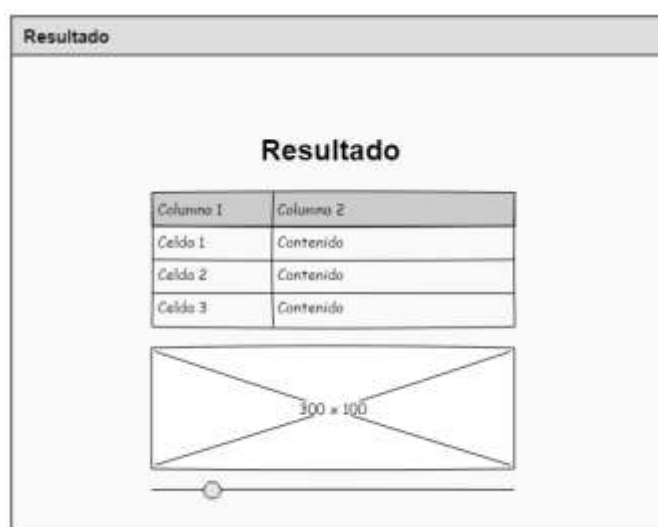 Resultado
Resultado
Columna 1 Columna 2
Celda 1 Contenido
Celda 2 Contenido
Celda 3 Contenido
300 x 100